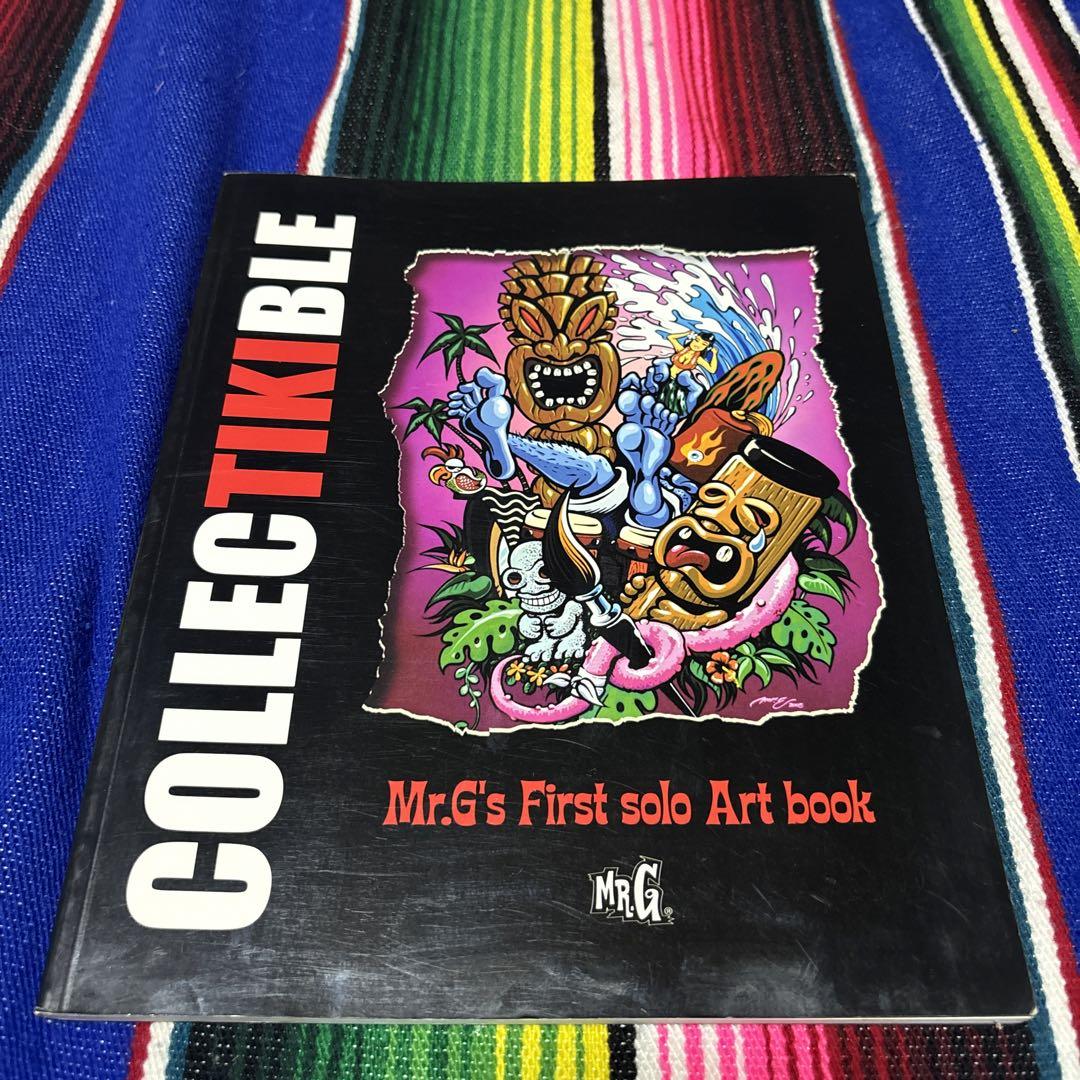 COLLECTIKIBLE
Mr.G's First solo Art book
MR.G®